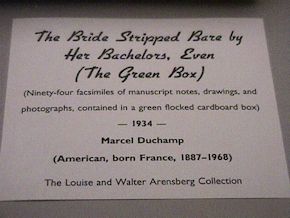 The Bride Stripped Bare by
Her Bachelors, Even
(The Green Box)
(Ninety-four facsimiles of manuscript notes, drawings, and
photographs, contained in a green flocked cardboard box)
— 1934 —
Marcel Duchamp
(American, born France, 1887–1968)
The Louise and Walter Arensberg Collection